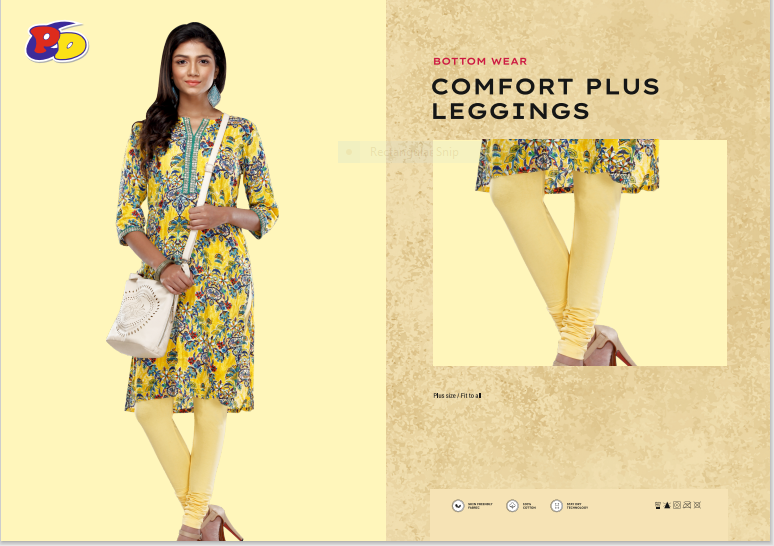 PD
BOTTOM WEAR
COMFORT PLUS
LEGGINGS
Rectangular Snip
Plus size / Fit to all
SKIN FRIENDLY
FABRIC
100%
COTTON
STAY DRY
TECHNOLOGY